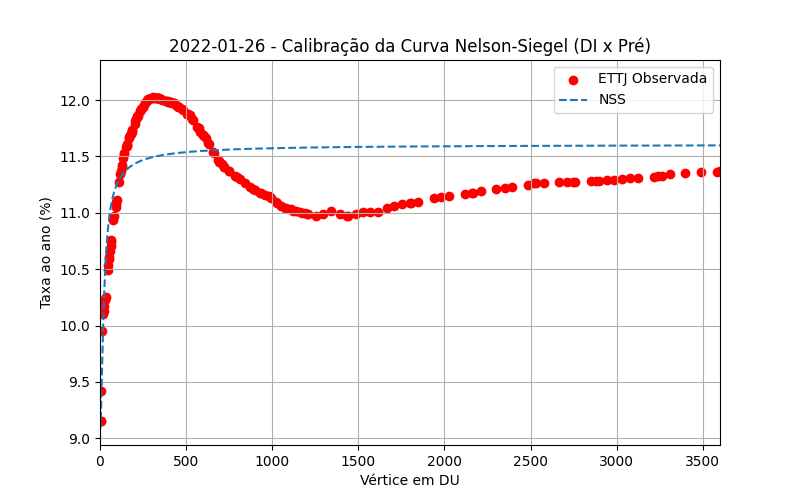 2022-01-26 - Calibração da Curva Nelson-Siegel (DI x Pré)
ETTJ Observada
NSS
Taxa ao ano (%)
12.0
11.5
11.0
10.5
10.0
9.5
9.0
0 500 1000 1500 2000 2500 3000 3500
Vértice em DU